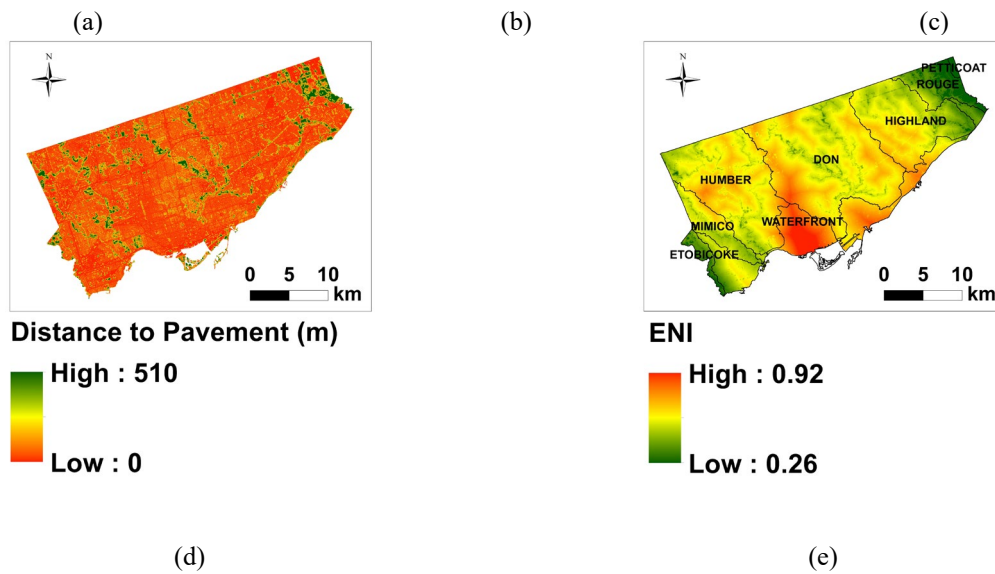 (a) (b) (c)
N
0 5 10
km
Distance to Pavement (m)
High : 510
Low : 0
N
PETTICOAT
ROUGE
HIGHLAND
DON
HUMBER
WATERFRONT
MIMICO
ETOBICOKE
0 5 10
km
ENI
High : 0.92
Low : 0.26
(d) (e)